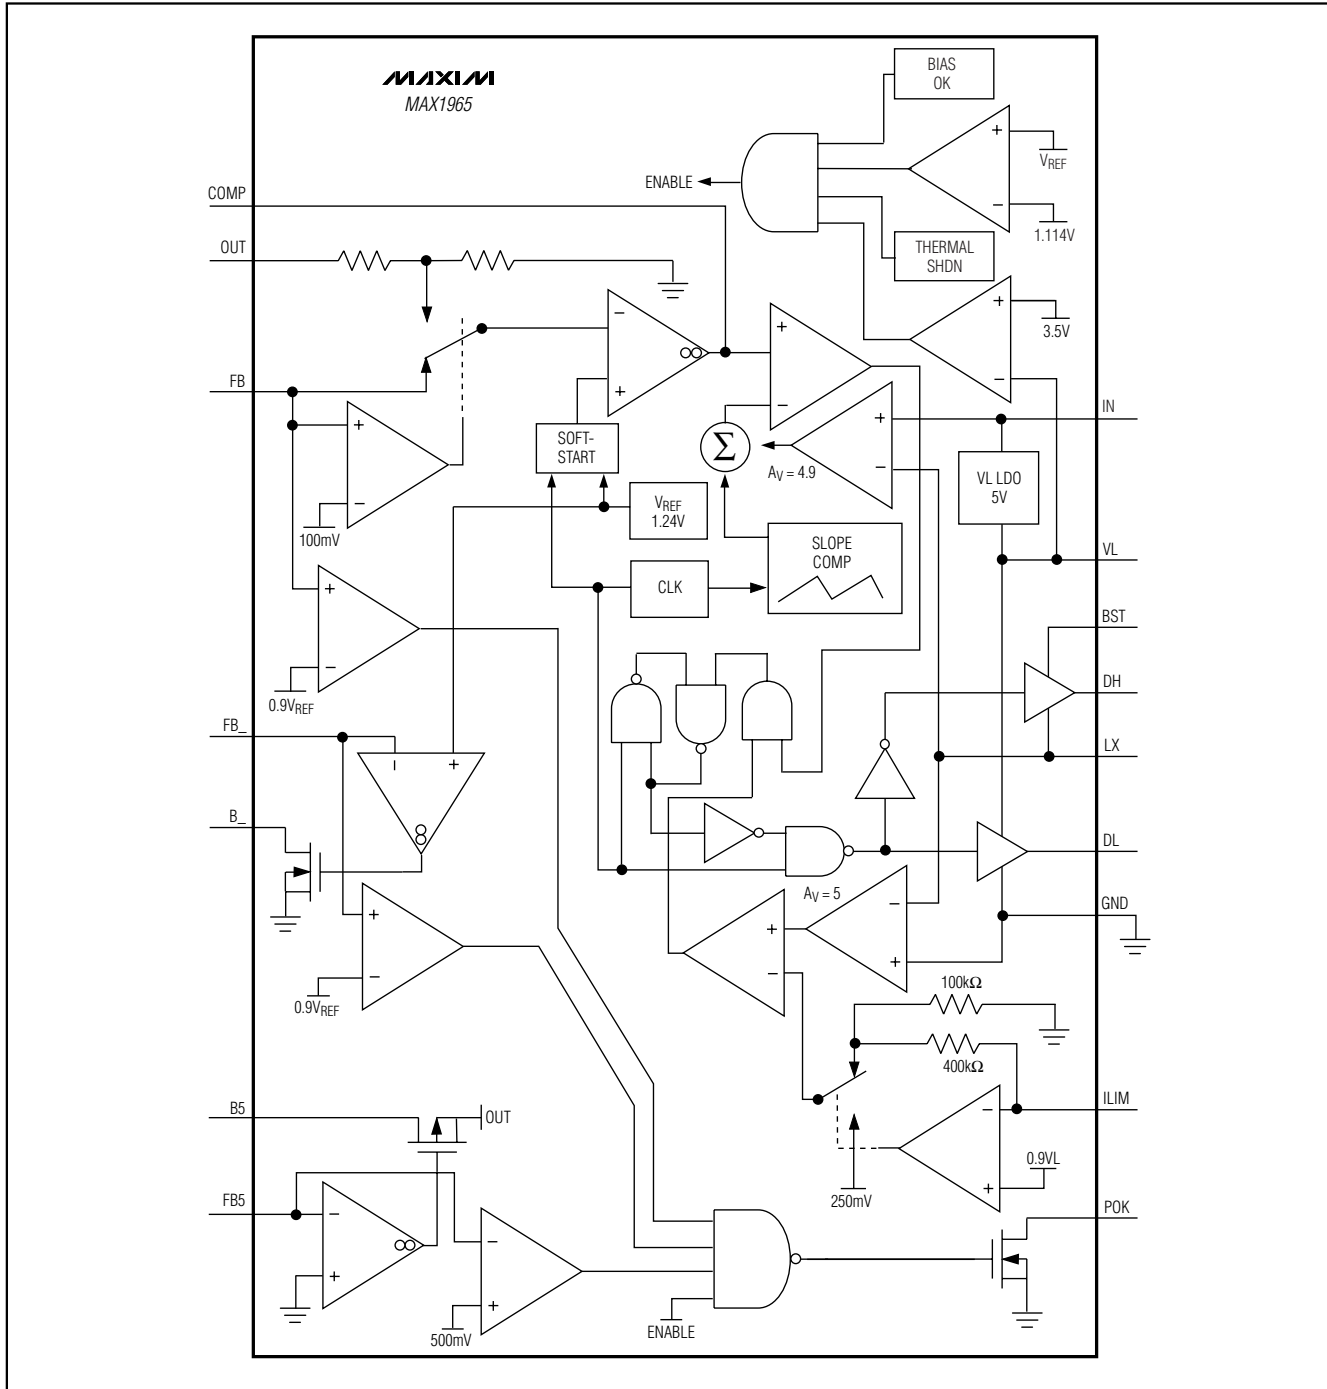 MAXIM
MAX1965
BIAS
OK
+
VREF
−
1.114V
ENABLE
COMP
OUT
THERMAL
SHDN
−
+
+
3.5V
−
FB
+
−
100mV
SOFT-
START
Σ
−
+
−
AV = 4.9
IN
VL LDO
5V
VREF
1.24V
SLOPE
COMP
CLK
VL
+
−
0.9VREF
BST
DH
LX
FB_
−
+
B_
DL
AV = 5
−
+
+
−
GND
+
−
0.9VREF
100kΩ
400kΩ
B5
OUT
ILIM
−
+
0.9VL
250mV
FB5
−
+
−
+
500mV
ENABLE
POK